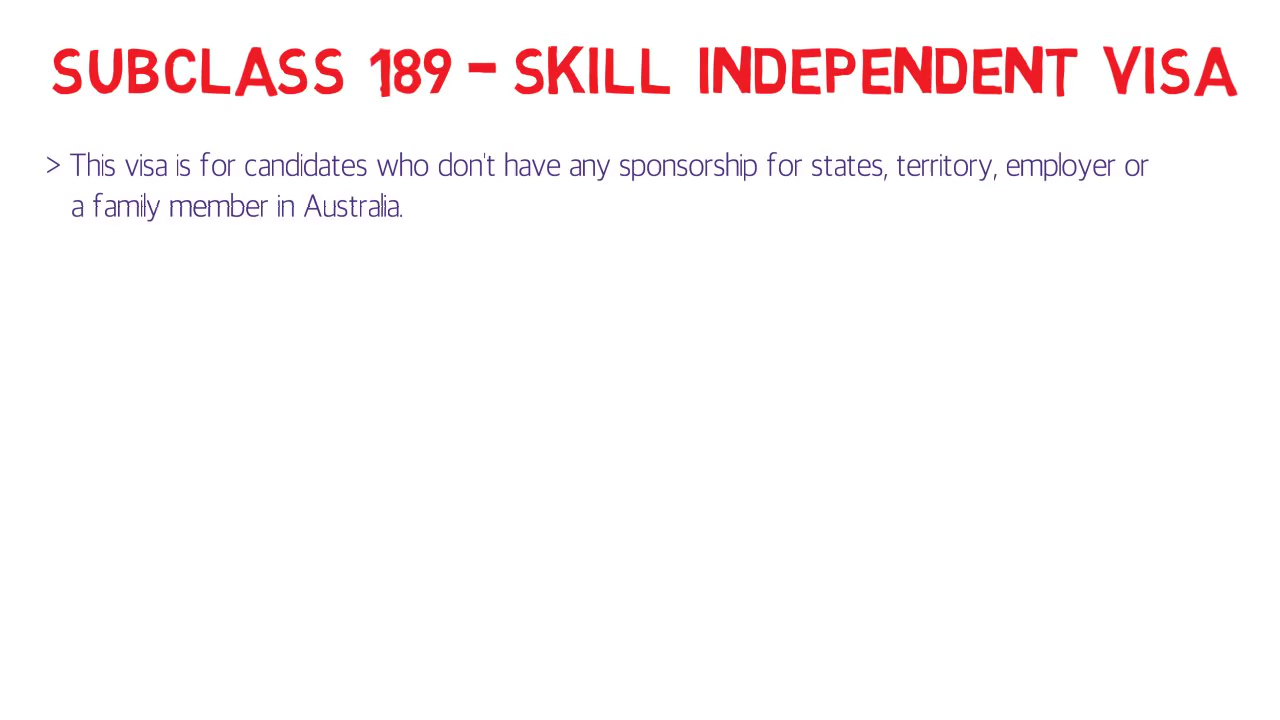 SUBCLASS 189 - SKILL INDEPENDENT VISA
> This visa is for candidates who don't have any sponsorship for states, territory, employer or
a family member in Australia.